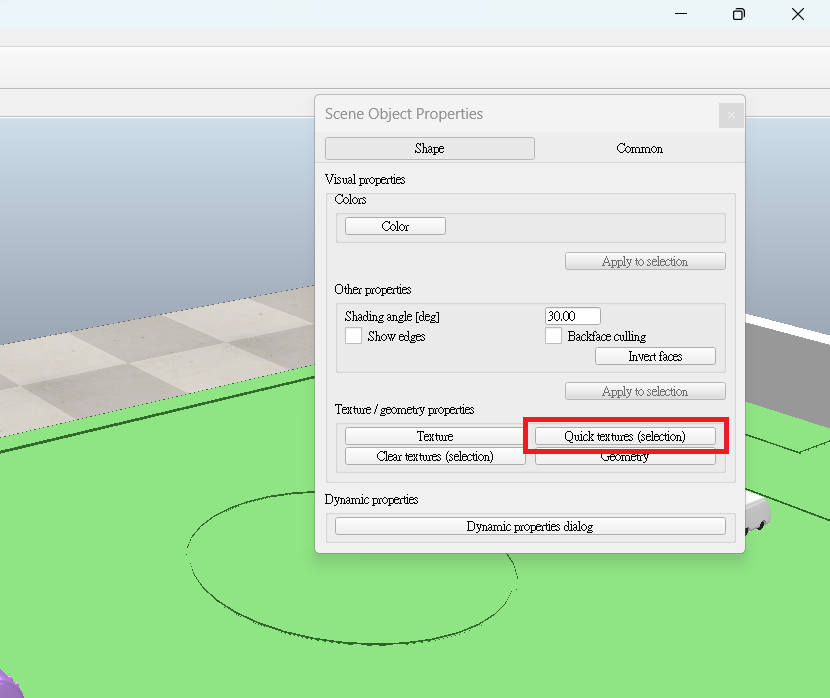 Scene Object Properties
Shape Common
Visual properties
Colors
Color
Apply to selection
Other properties
Shading angle [deg] 30.00
Show edges Backface culling
Invert faces
Apply to selection
Texture / geometry properties
Texture Quick textures (selection)
Clear textures (selection) Geometry
Dynamic properties
Dynamic properties dialog